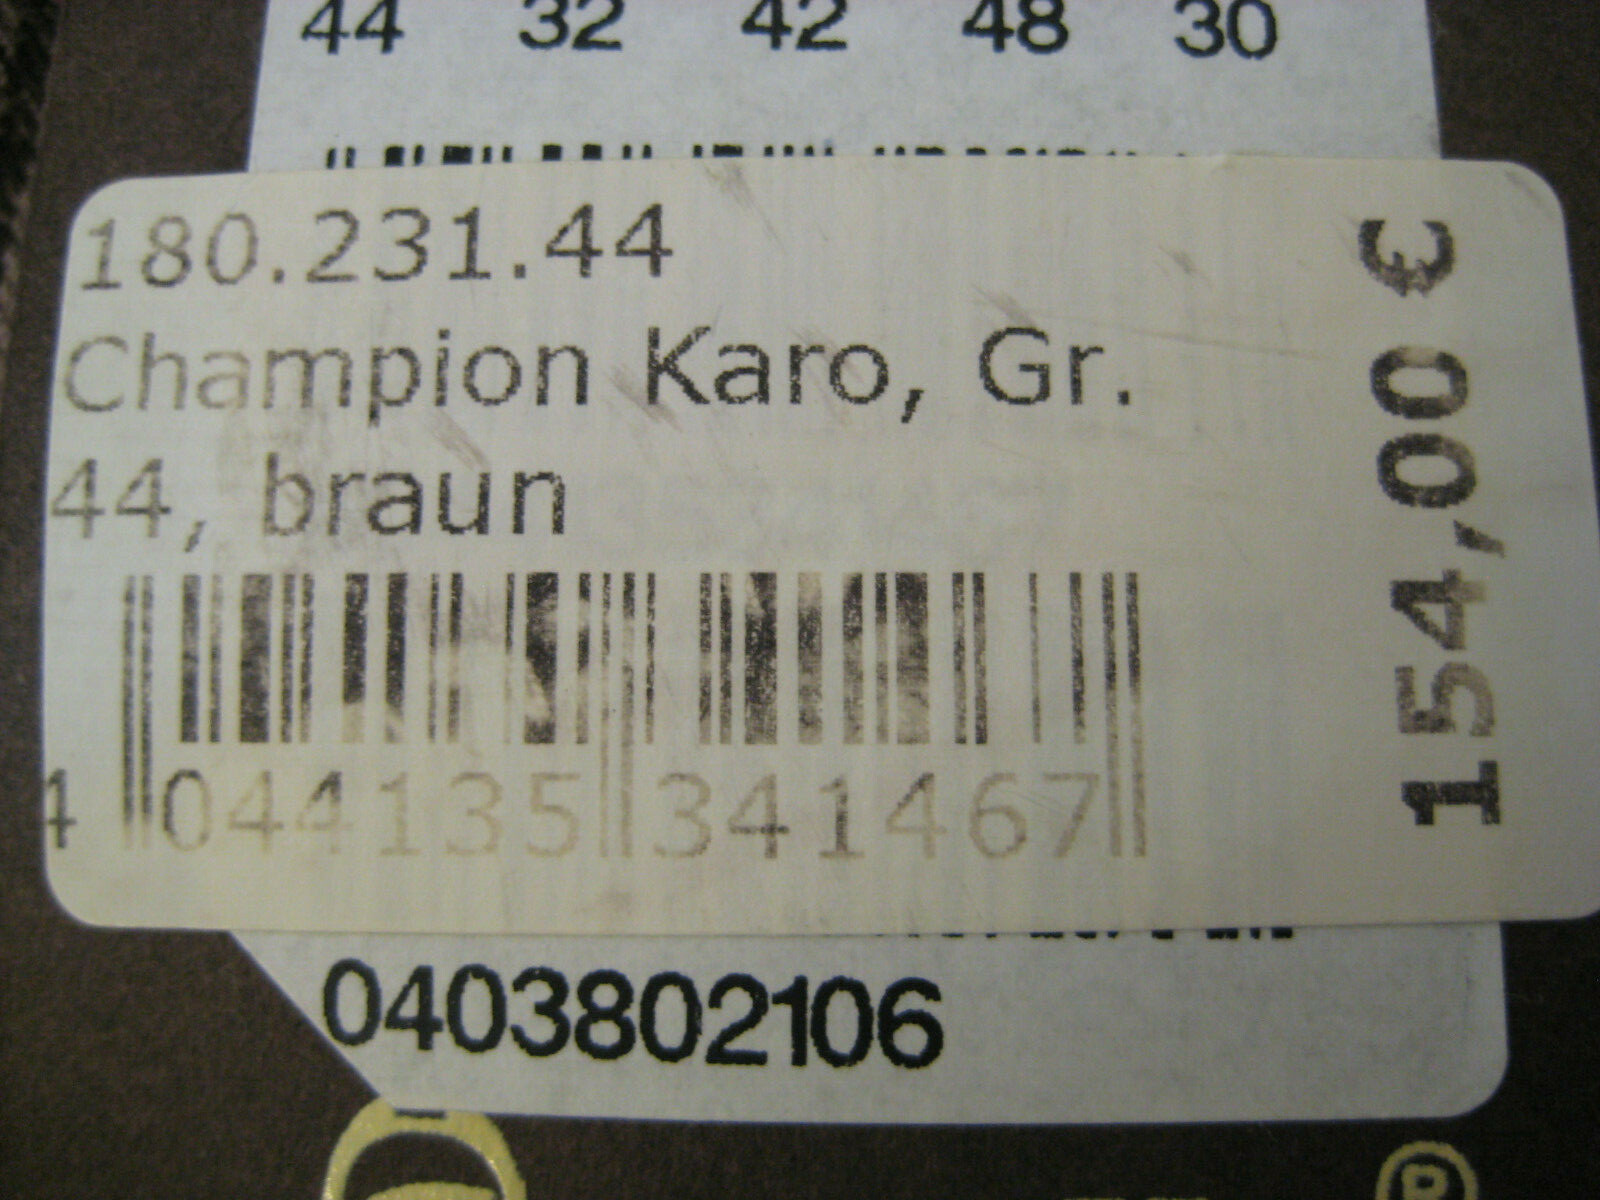 44 32 42 48 30
180.231.44
Champion Karo, Gr.
44, braun
4 044135 341467
154,00 €
0403802106
®